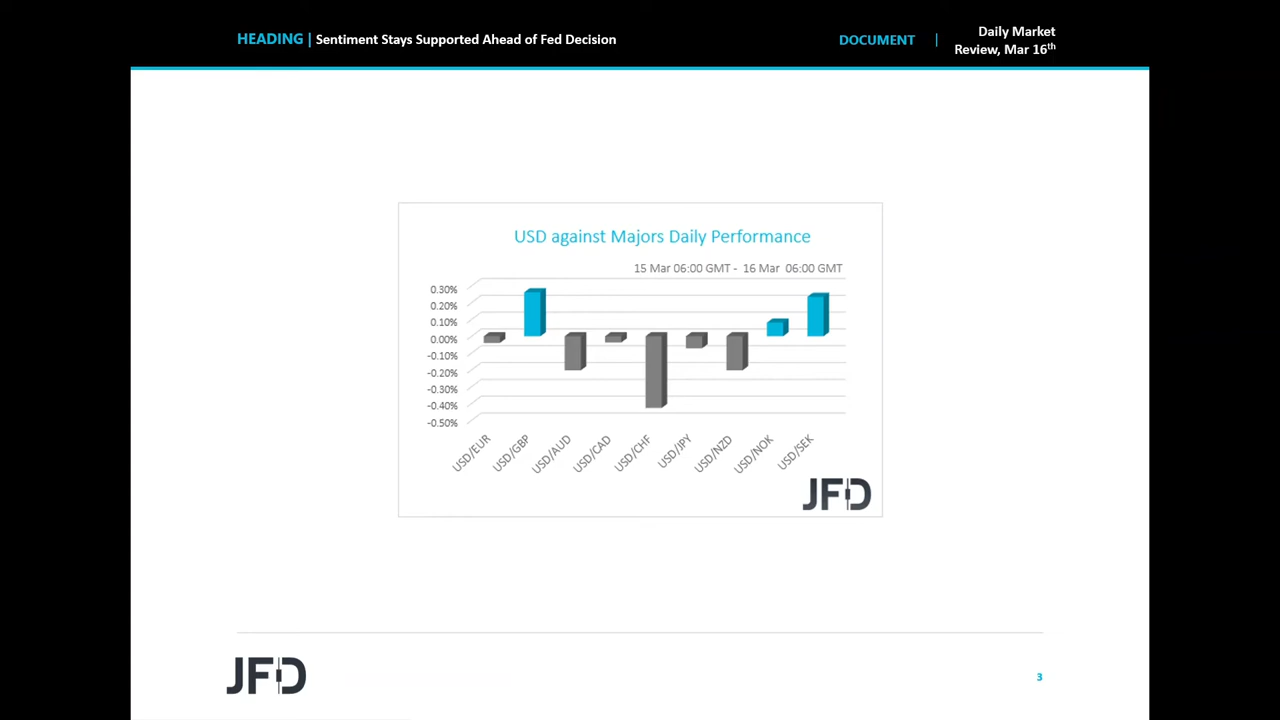 HEADING | Sentiment Stays Supported Ahead of Fed Decision
DOCUMENT | Daily Market
Review, Mar 16th
USD against Majors Daily Performance
15 Mar 06:00 GMT - 16 Mar 06:00 GMT
0.30%
0.20%
0.10%
0.00%
-0.10%
-0.20%
-0.30%
-0.40%
-0.50%
USD/EUR
USD/GBP
USD/AUD
USD/CAD
USD/CHF
USD/JPY
USD/NZD
USD/NOK
USD/SEK
JFD
JFD
3